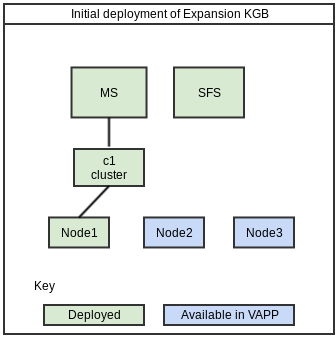 Initial deployment of Expansion KGB
MS
SFS
c1
cluster
Node1
Node2
Node3
Key
Deployed
Available in VAPP